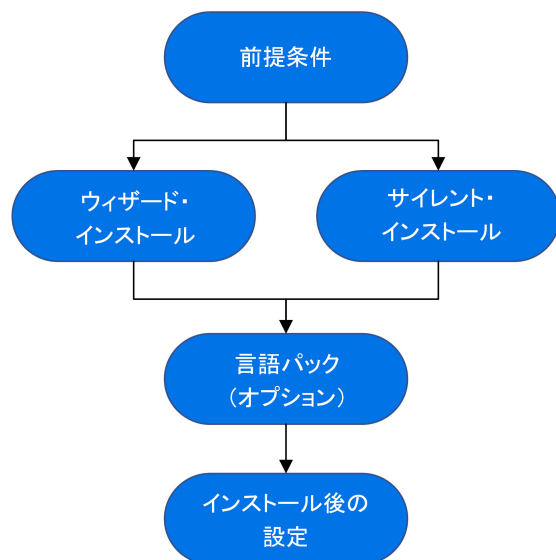 前提条件
ウィザード・
インストール
サイレント・
インストール
言語パック
（オプション）
インストール後の
設定